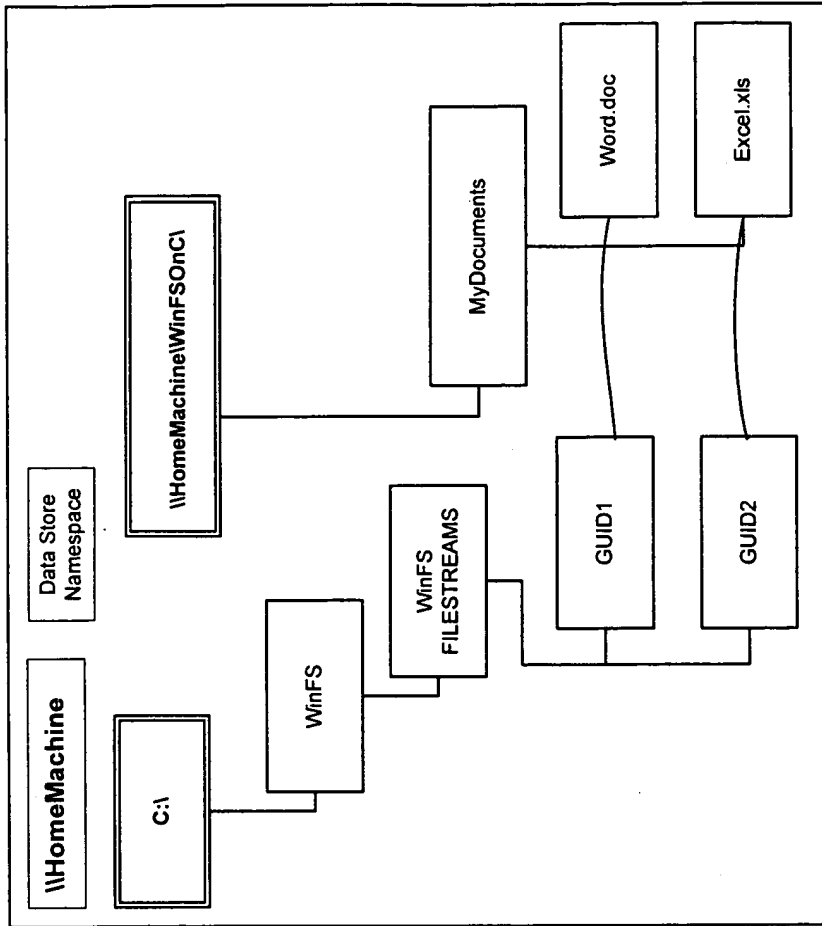 \\HomeMachine
Data Store
Namespace
C:\
\\HomeMachine\WinFSOnC\
WinFS
WinFS
FILESTREAMS
MyDocuments
GUID1
Word.doc
GUID2
Excel.xls